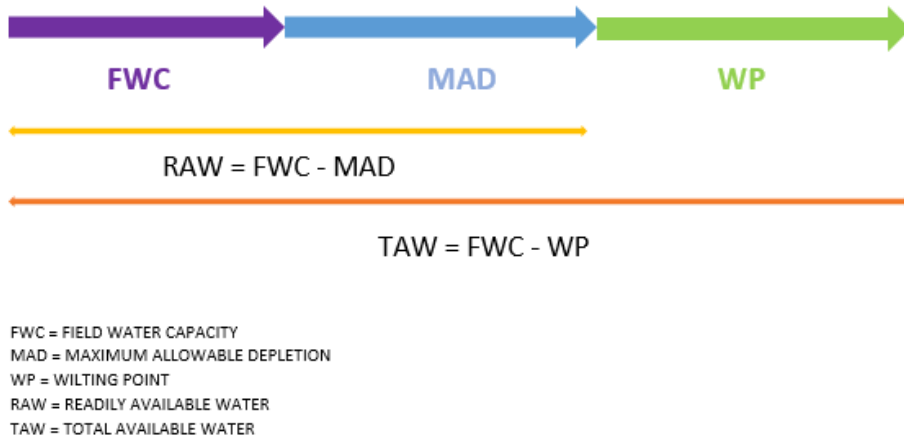 FWC MAD WP
RAW = FWC - MAD
TAW = FWC - WP
FWC = FIELD WATER CAPACITY
MAD = MAXIMUM ALLOWABLE DEPLETION
WP = WILTING POINT
RAW = READILY AVAILABLE WATER
TAW = TOTAL AVAILABLE WATER